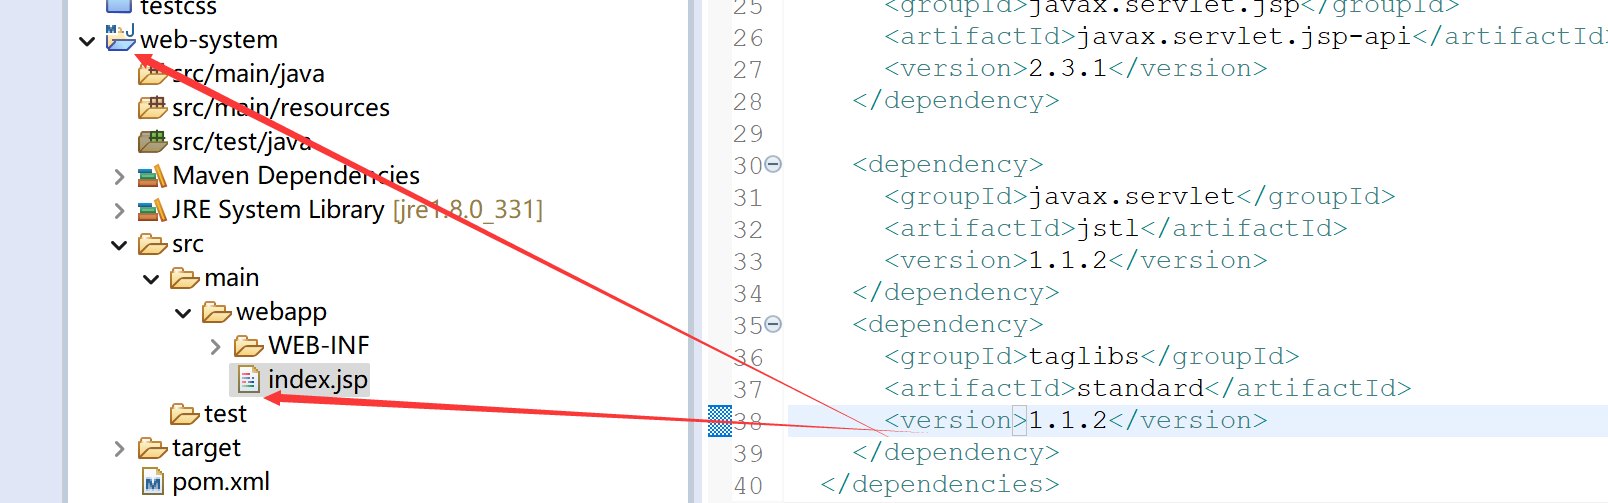 testcss
web-system
src/main/java
src/main/resources
src/test/java
Maven Dependencies
JRE System Library [jre1.8.0_331]
src
main
webapp
WEB-INF
index.jsp
test
target
pom.xml
25 <groupId>javax.servlet.jsp</groupId>
26 <artifactId>javax.servlet.jsp-api</artifactId>
27 <version>2.3.1</version>
28 </dependency>
29
30 <dependency>
31 <groupId>javax.servlet</groupId>
32 <artifactId>jstl</artifactId>
33 <version>1.1.2</version>
34 </dependency>
35 <dependency>
36 <groupId>taglibs</groupId>
37 <artifactId>standard</artifactId>
38 <version>1.1.2</version>
39 </dependency>
40 </dependencies>